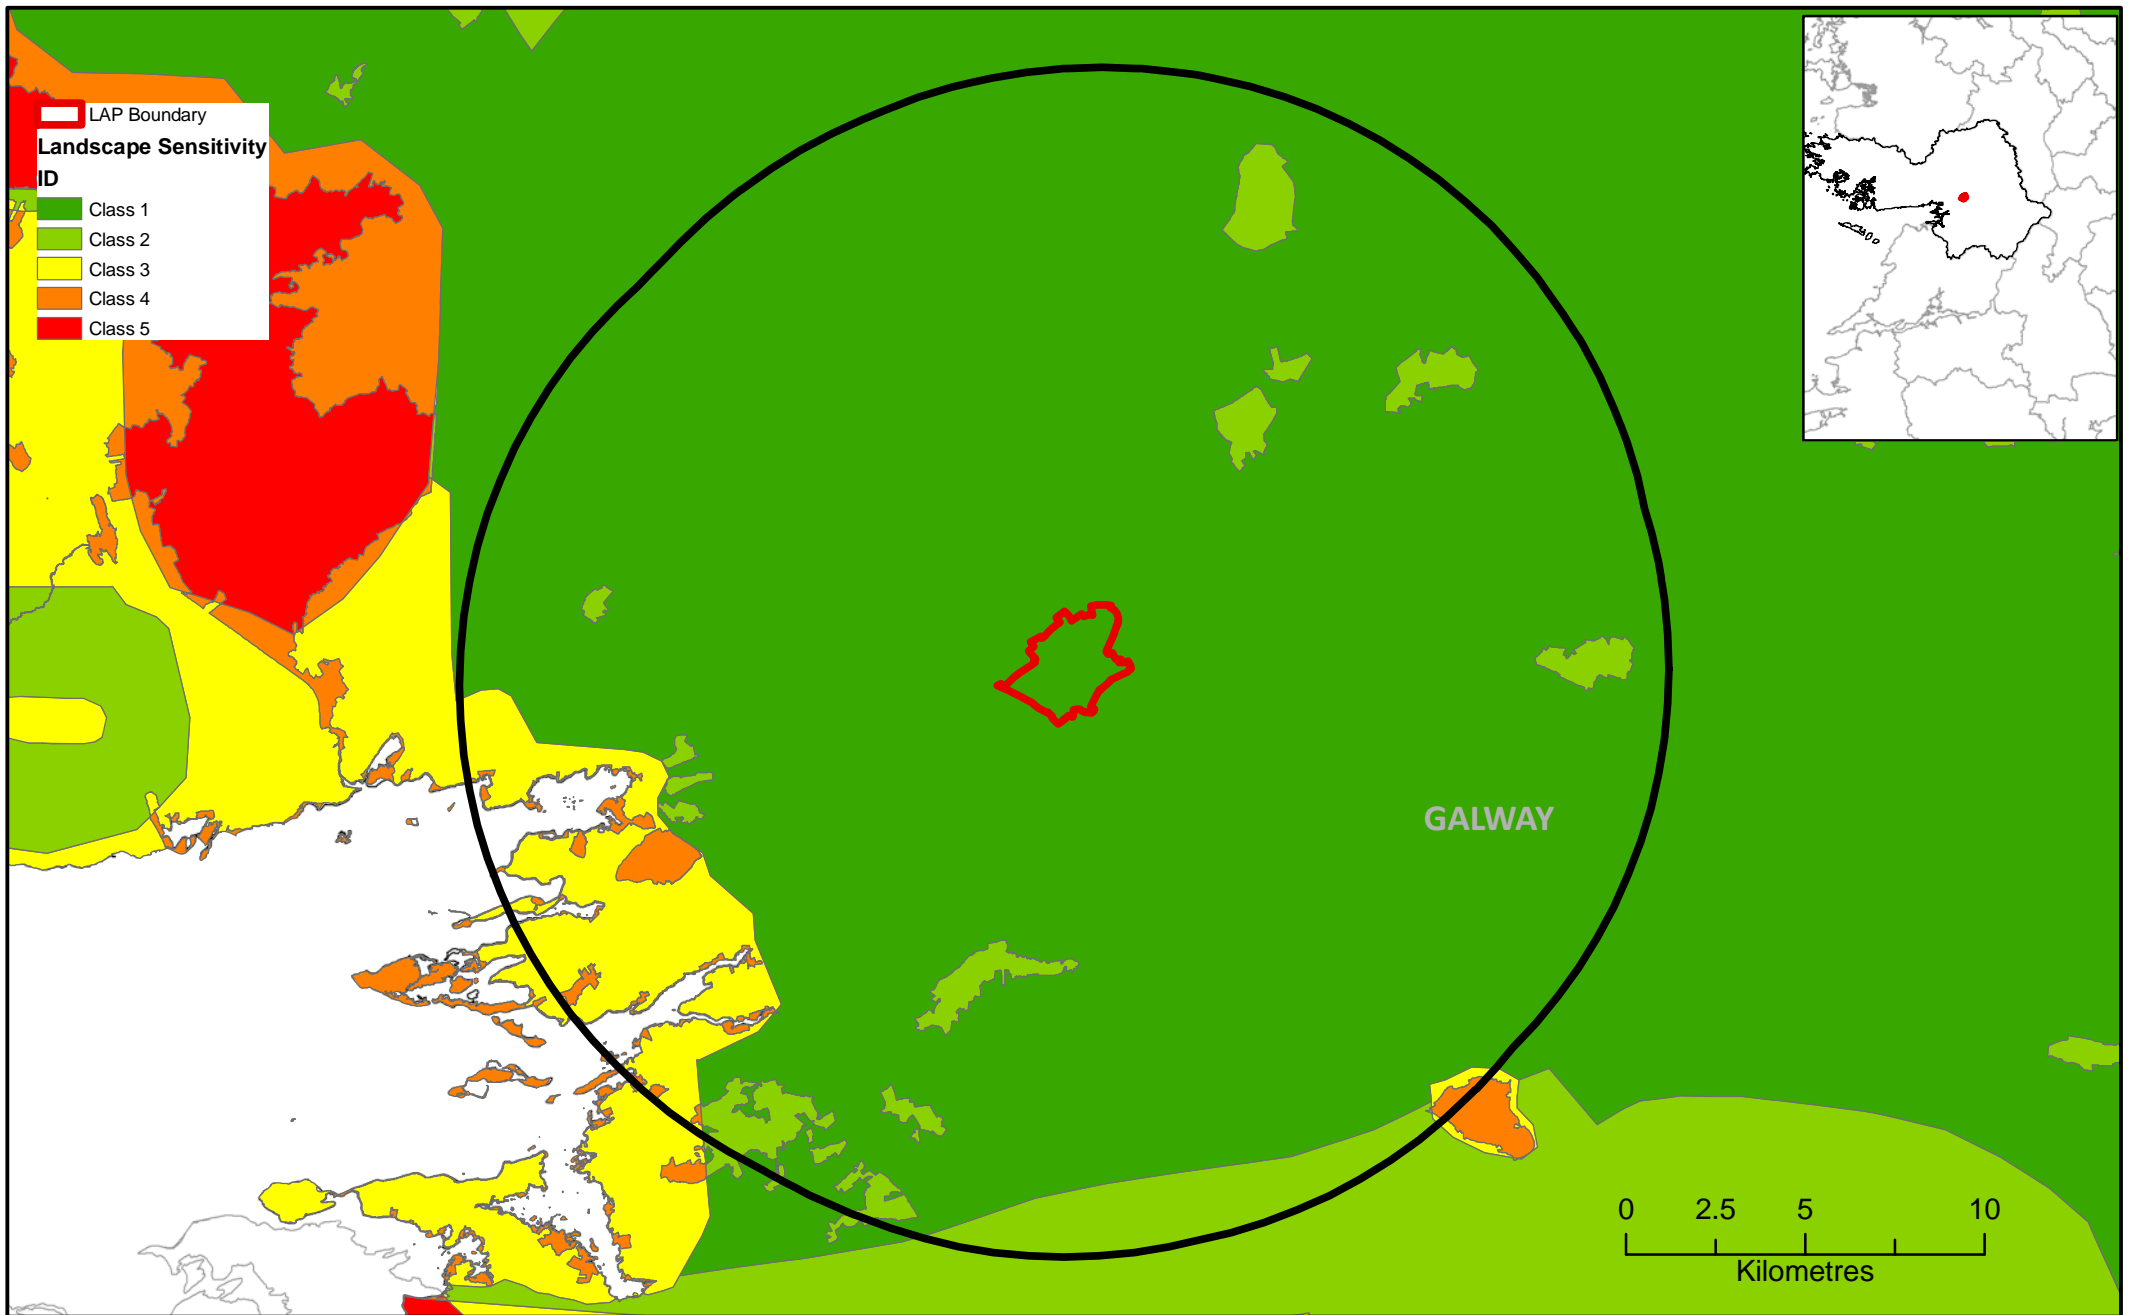 LAP Boundary
Landscape Sensitivity
ID
Class 1
Class 2
Class 3
Class 4
Class 5
GALWAY
0 2.5 5 10
Kilometres